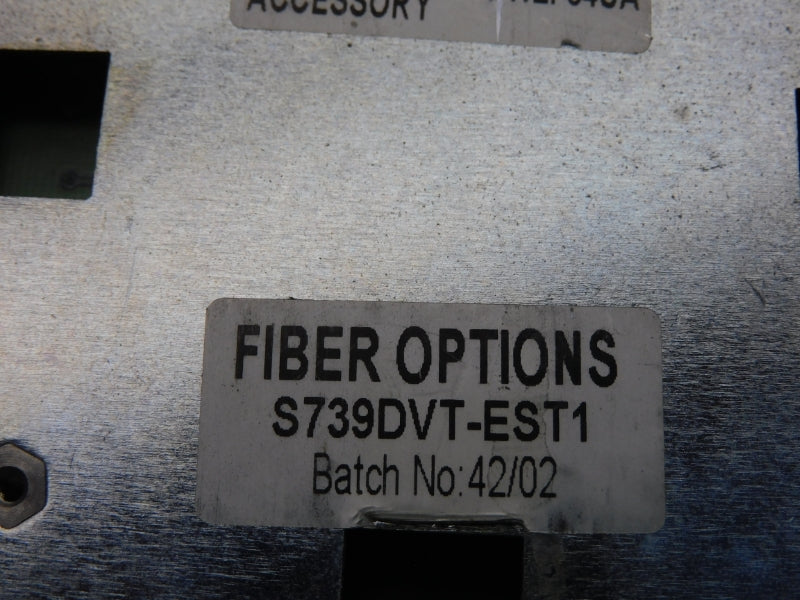 ACCESSORY
FIBER OPTIONS
S739DVT-EST1
Batch No:42/02